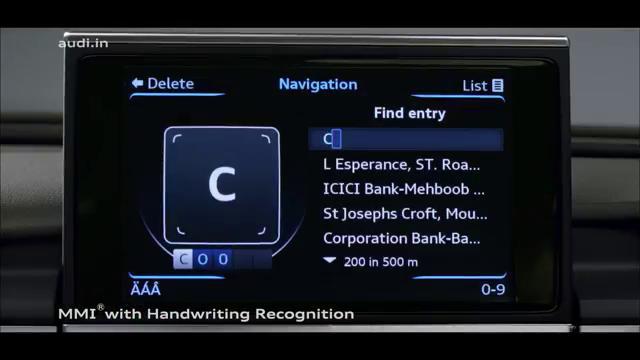 audi.in
Delete
Navigation
List
Find entry
C
L Esperance, ST. Roa...
ICICI Bank-Mehboob ...
St Josephs Croft, Mou...
Corporation Bank-Ba...
200 in 500 m
C
C O O
ÄÁÂ
0-9
MMI® with Handwriting Recognition